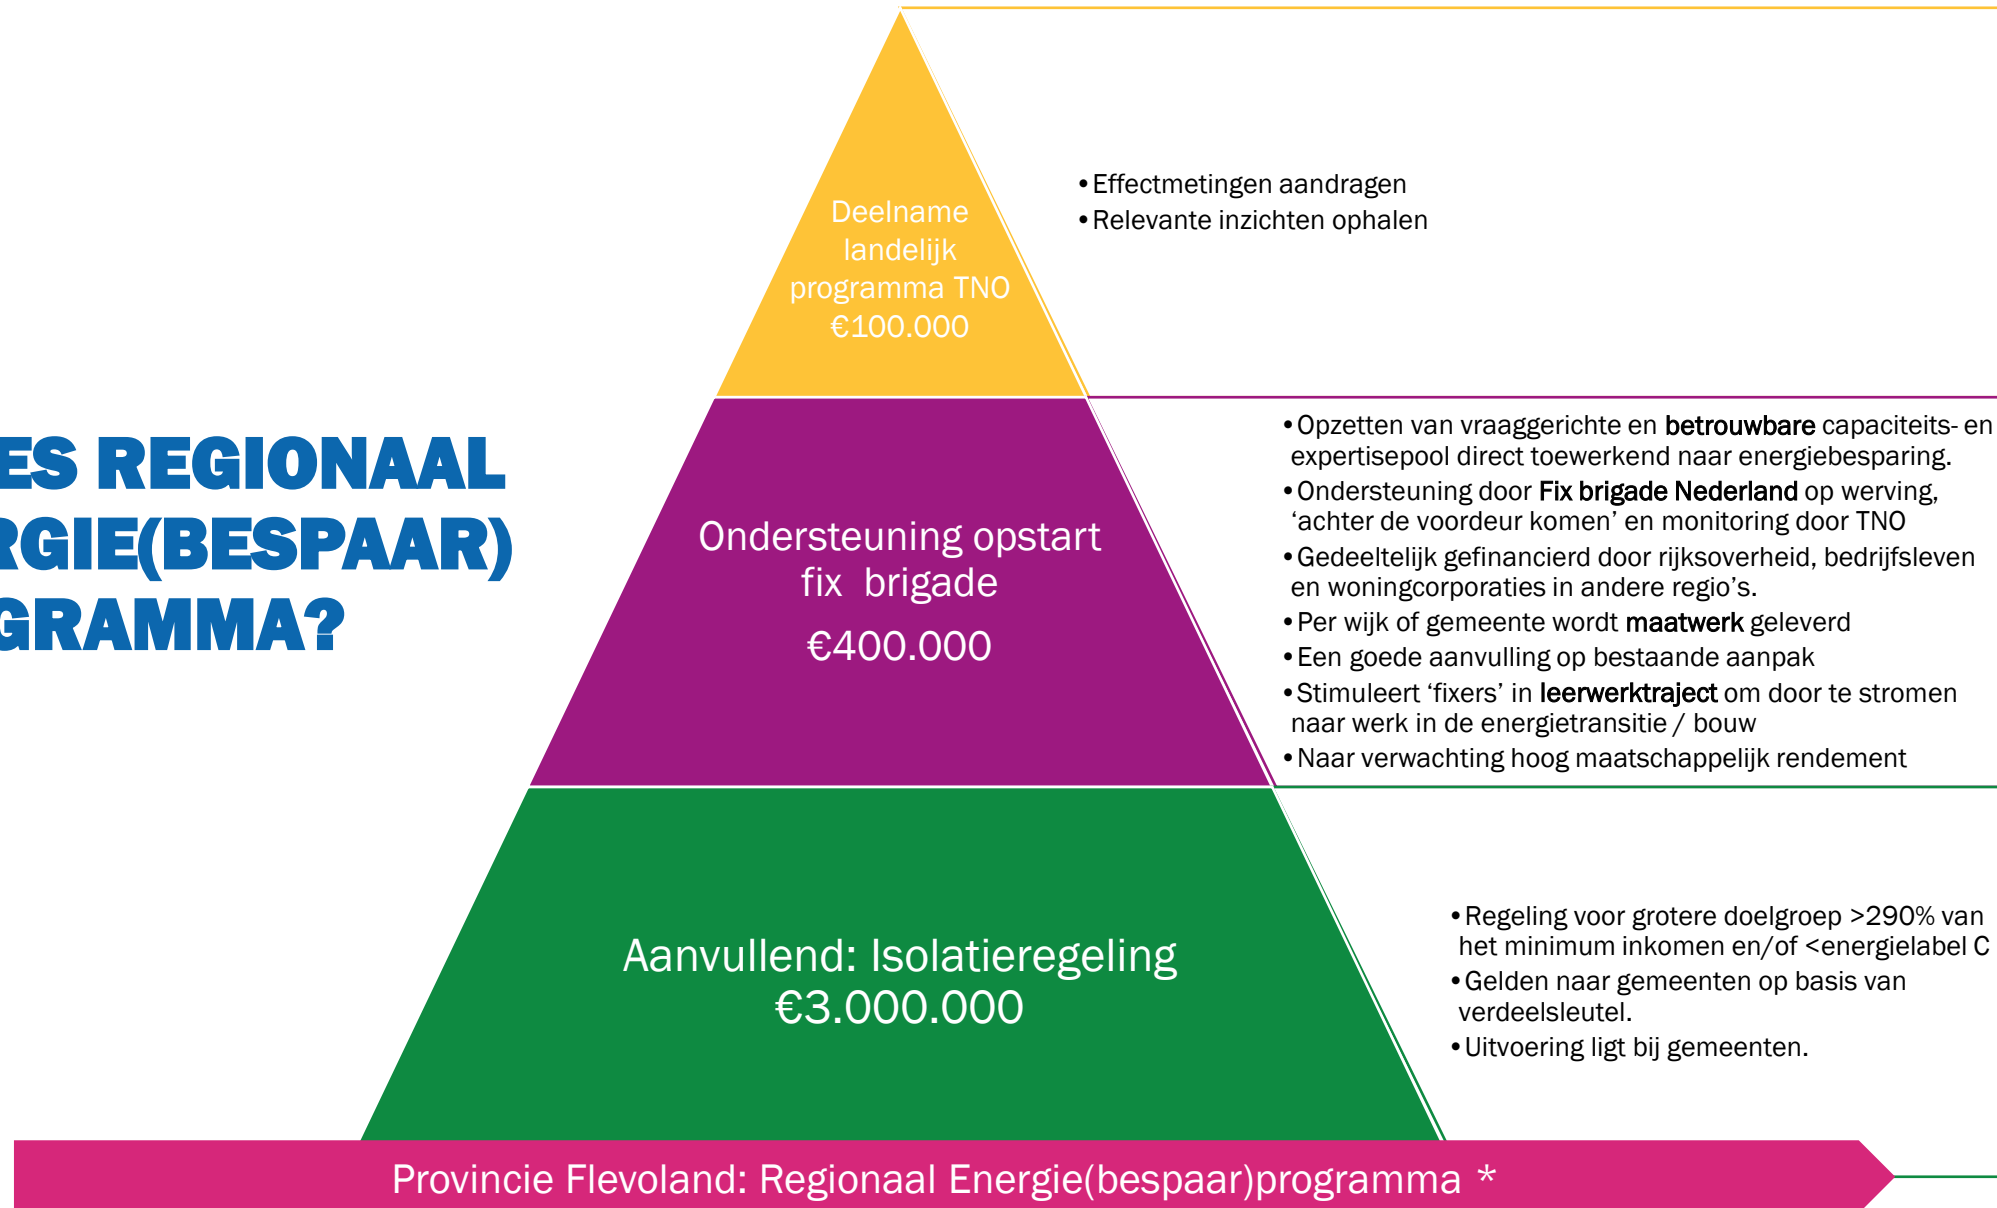 ES REGIONAAL
RGIE(BESPAAR)
GRAMMA?
Deelname
landelijk
programma TNO
€100.000
•Effectmetingen aandragen
•Relevante inzichten ophalen
Ondersteuning opstart
fix brigade
€400.000
•Opzetten van vraaggerichte en betrouwbare capaciteits- en
expertisepool direct toewerkend naar energiebesparing.
•Ondersteuning door Fix brigade Nederland op werving,
‘achter de voordeur komen’ en monitoring door TNO
•Gedeeltelijk gefinancierd door rijksoverheid, bedrijfsleven
en woningcorporaties in andere regio’s.
•Per wijk of gemeente wordt maatwerk geleverd
•Een goede aanvulling op bestaande aanpak
•Stimuleert ‘fixers’ in leerwerktraject om door te stromen
naar werk in de energietransitie / bouw
•Naar verwachting hoog maatschappelijk rendement
Aanvullend: Isolatieregeling
€3.000.000
•Regeling voor grotere doelgroep >290% van
het minimum inkomen en/of <energielabel C
•Gelden naar gemeenten op basis van
verdeelsleutel.
•Uitvoering ligt bij gemeenten.
Provincie Flevoland: Regionaal Energie(bespaar)programma *